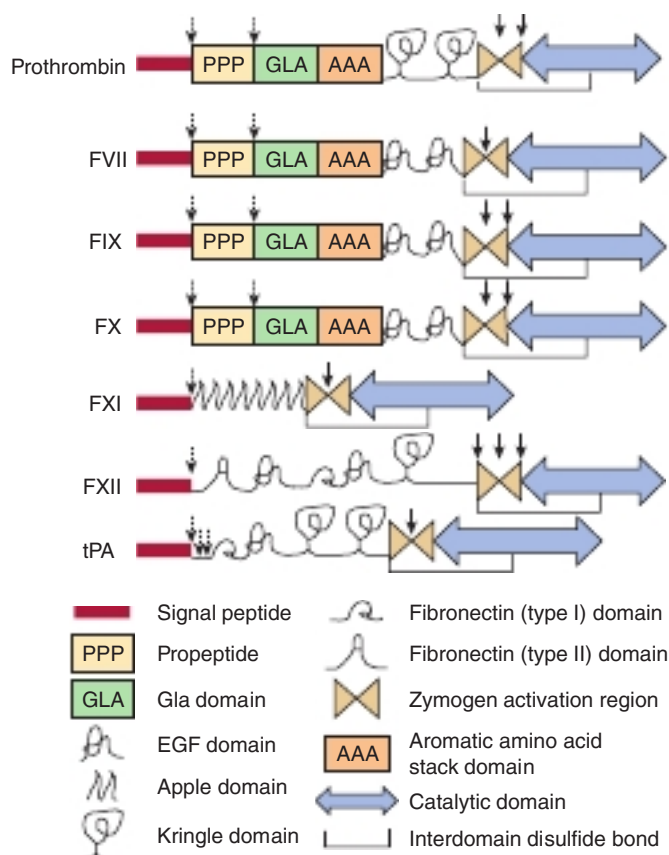 Prothrombin
PPP GLA AAA
FVII
PPP GLA AAA
FIX
PPP GLA AAA
FX
PPP GLA AAA
FXI
FXII
tPA
Signal peptide
PPP Propeptide
GLA Gla domain
EGF domain
Apple domain
Kringle domain
Fibronectin (type I) domain
Fibronectin (type II) domain
Zymogen activation region
AAA Aromatic amino acid
stack domain
Catalytic domain
Interdomain disulfide bond